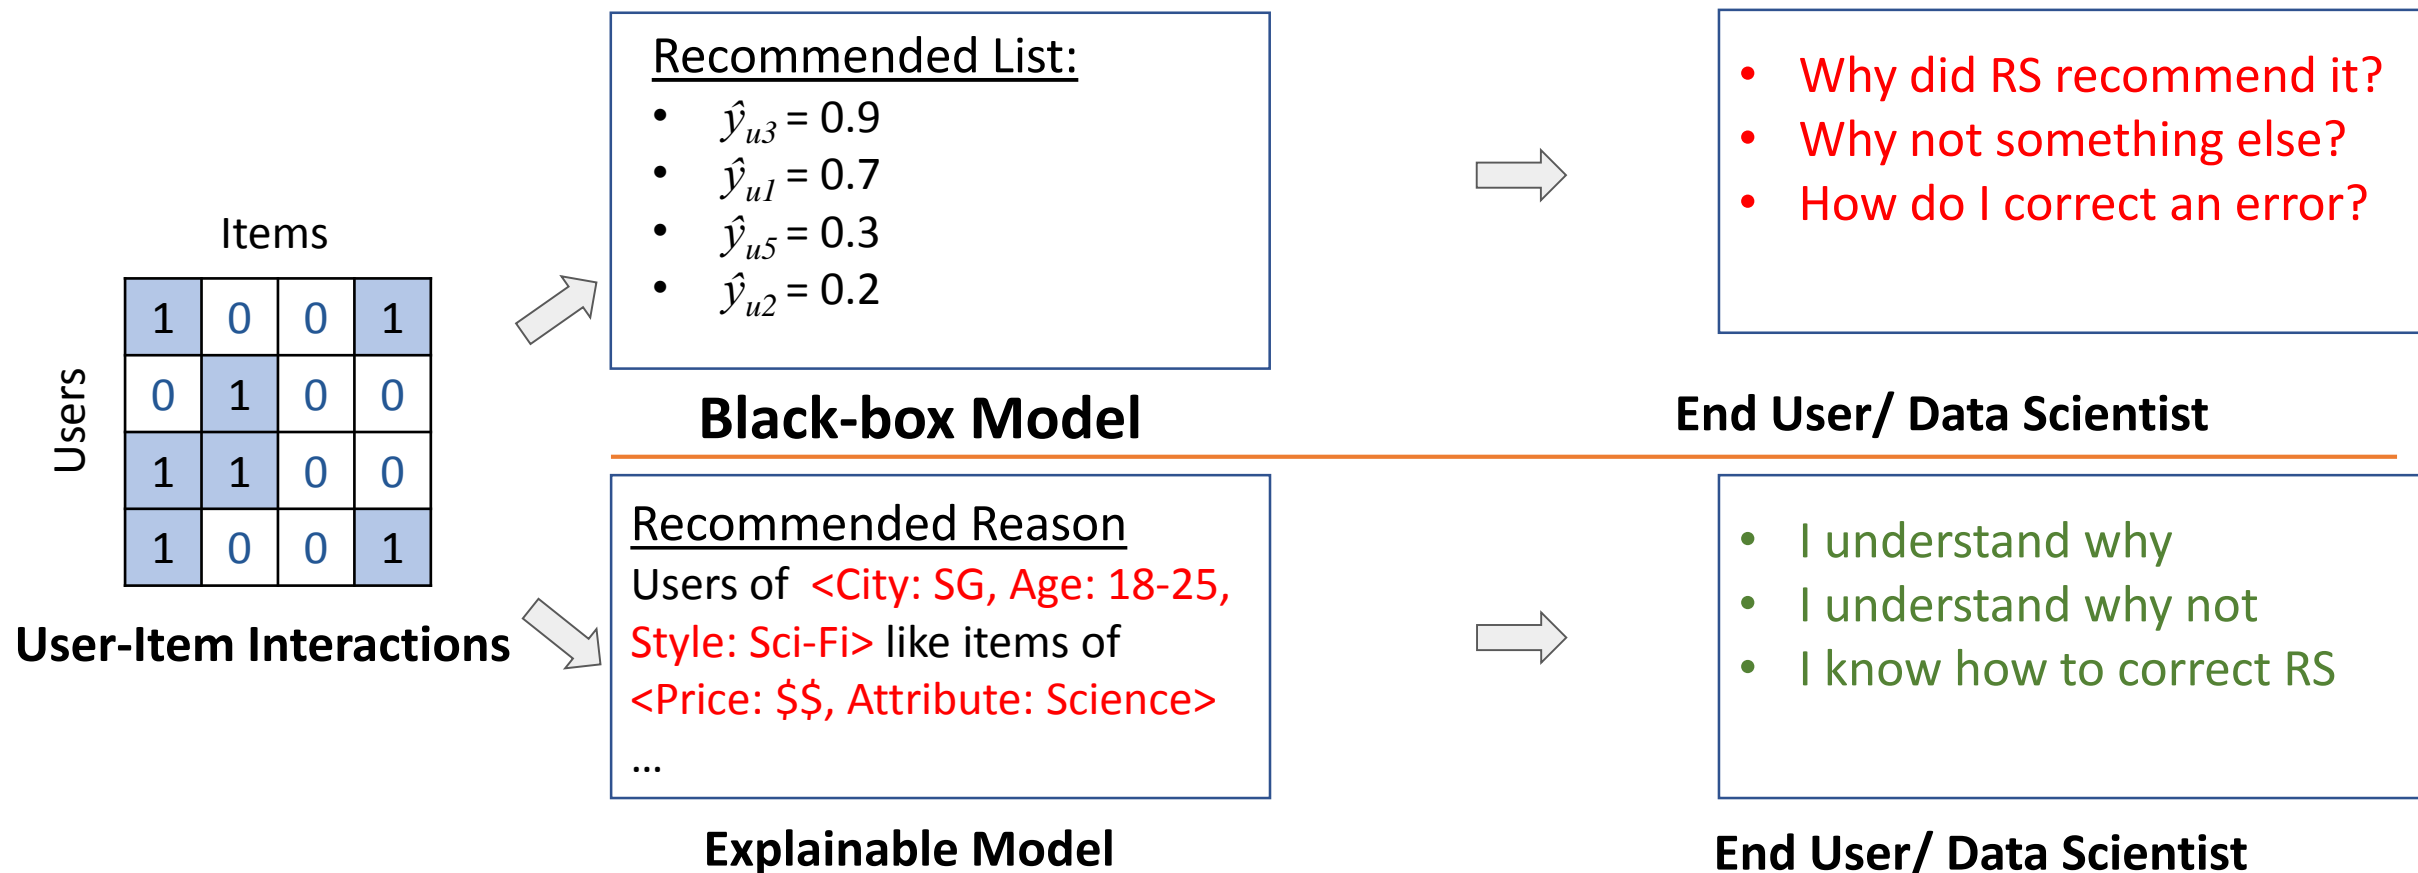 Items
Users
1 0 0 1
0 1 0 0
1 1 0 0
1 0 0 1
User-Item Interactions
Recommended List:
• ŷu3 = 0.9
• ŷu1 = 0.7
• ŷu5 = 0.3
• ŷu2 = 0.2
Black-box Model
• Why did RS recommend it?
• Why not something else?
• How do I correct an error?
End User/ Data Scientist
Recommended Reason
Users of <City: SG, Age: 18-25,
Style: Sci-Fi> like items of
<Price: $$, Attribute: Science>
...
Explainable Model
• I understand why
• I understand why not
• I know how to correct RS
End User/ Data Scientist